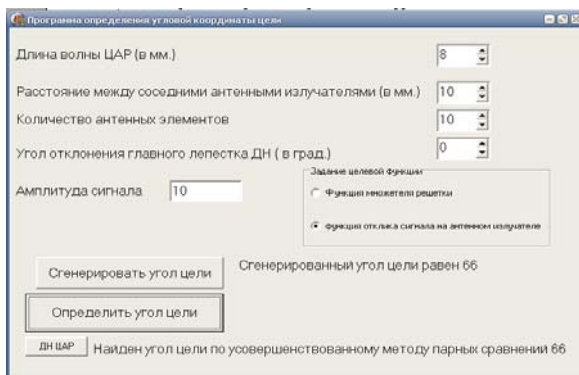 Программа определения угловой координаты цели
Длина волны ЦАР (в мм.)
8
Расстояние между соседними антенными излучателями (в мм.)
10
Количество антенных элементов
10
Угол отклонения главного лепестка ДН ( в град.)
0
Амплитуда сигнала
10
Задание целевой функции
Функция множетеля решетки
Функция отклика сигнала на антенном излучателе
Сгенерировать угол цели
Сгенерированный угол цели равен 66
Определить угол цели
ДН ЦАР
Найден угол цели по усовершенствованному методу парных сравнений 66